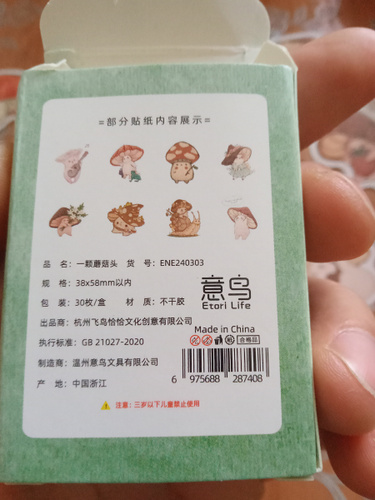 =部分贴纸内容展示=
品　名：一颗蘑菇头　货　号：ENE240303
规　格：38x58mm以内
包　装：30枚/盒　材　质：不干胶
意鸟
Etori Life
出品商：杭州飞鸟恰恰文化创意有限公司
Made in China
执行标准：GB 21027-2020
合格品
制造商：温州意鸟文具有限公司
产　地：中国浙江
6 975688 287408
注意：三岁以下儿童禁止使用